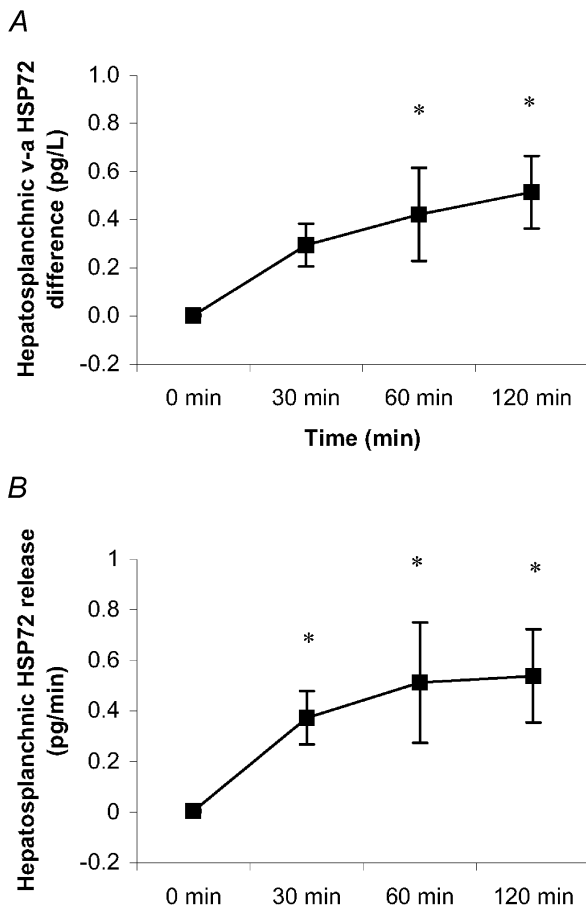 A
Hepatosplanchnic v-a HSP72
difference (pg/L)
1.0
0.8
0.6
0.4
0.2
0.0
-0.2
*
*
0 min
30 min
60 min
120 min
Time (min)
B
Hepatosplanchnic HSP72 release
(pg/min)
1
0.8
0.6
0.4
0.2
0
-0.2
*
*
*
0 min
30 min
60 min
120 min